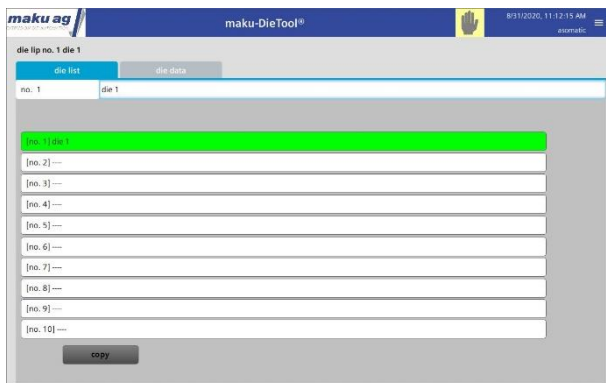 maku ag
maku-DieTool®
8/31/2020, 11:12:15 AM
asomatic
die lip no. 1 die 1
die list
die data
no. 1
die 1
[no. 1] die 1
[no. 2] ----
[no. 3] ----
[no. 4] ----
[no. 5] ----
[no. 6] ----
[no. 7] ----
[no. 8] ----
[no. 9] ----
[no. 10] ----
copy